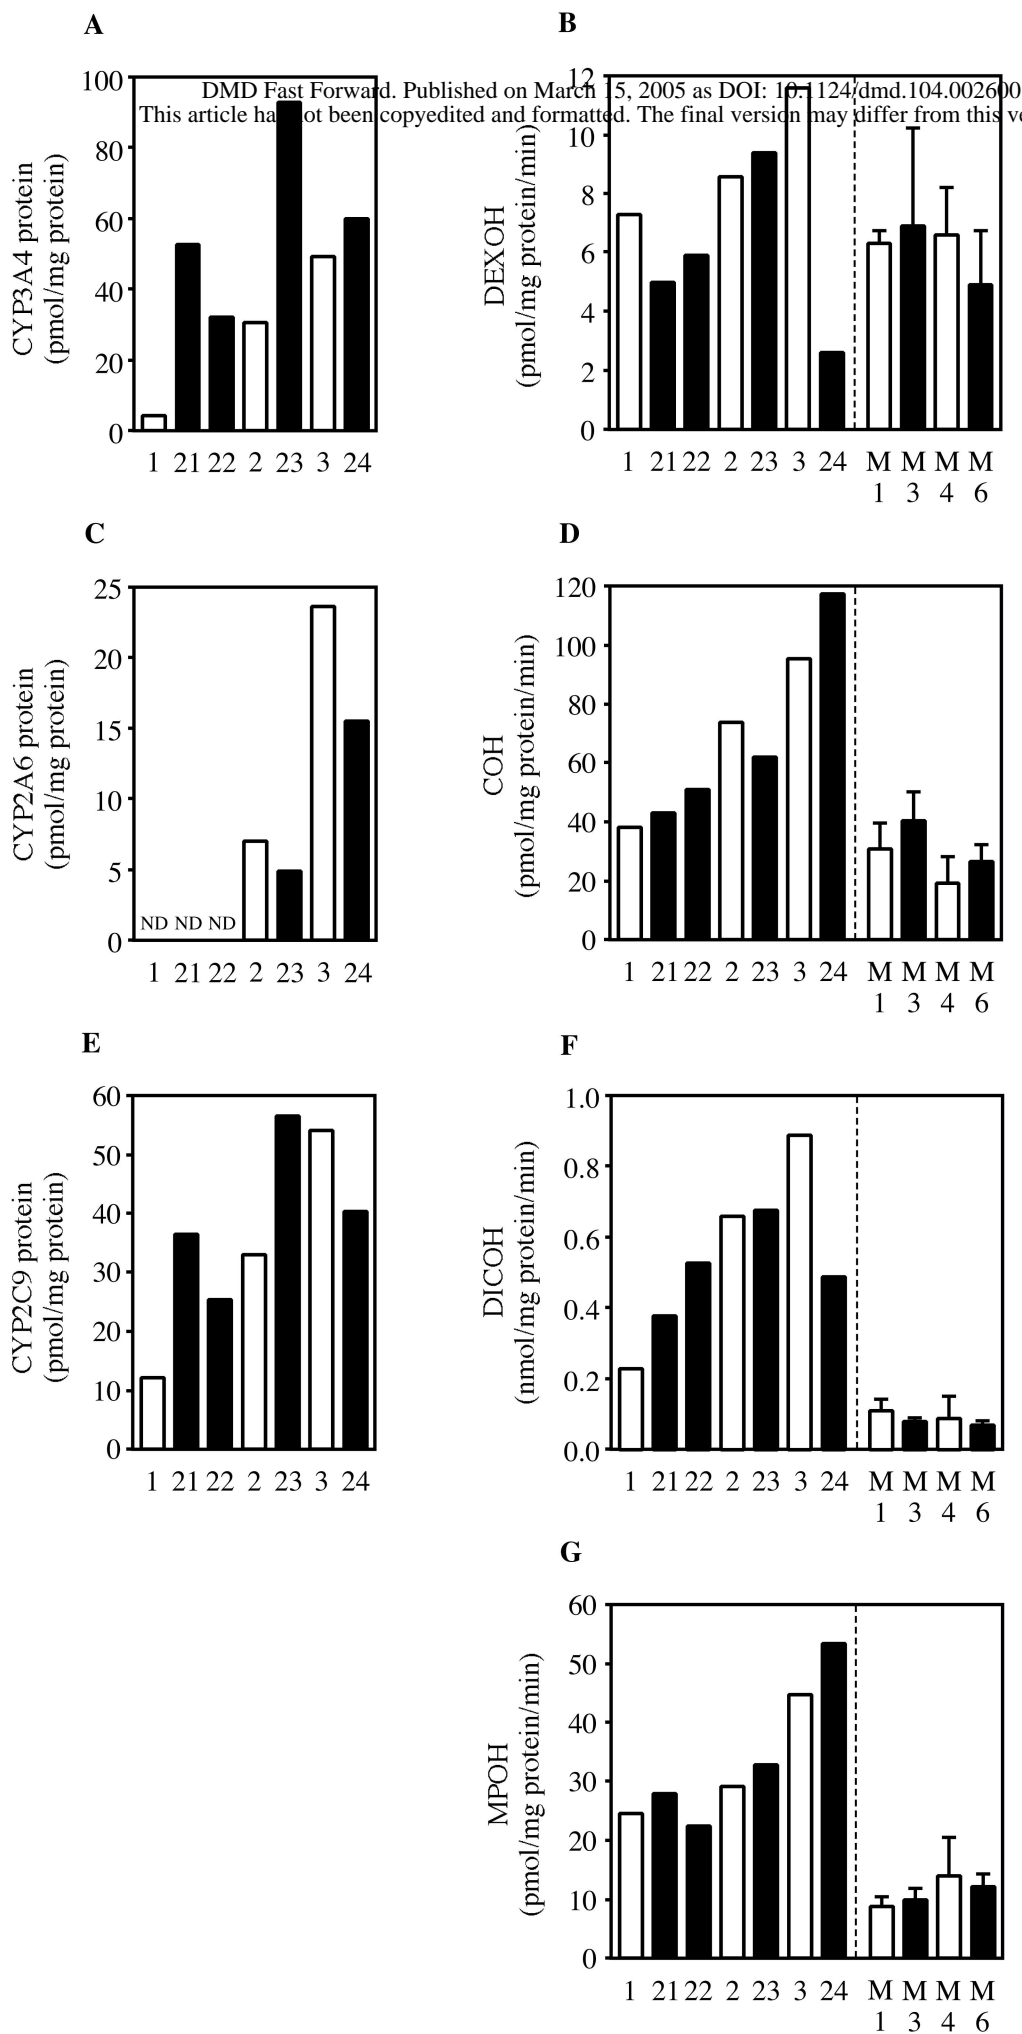 A
B
DMD Fast Forward. Published on March 15, 2005 as DOI: 10.1124/dmd.104.002600
This article has not been copyedited and formatted. The final version may differ from this ve
CYP3A4 protein
(pmol/mg protein)
100
80
60
40
20
0
1 21 22 2 23 3 24
DEXOH
(pmol/mg protein/min)
12
10
8
6
4
2
0
1 21 22 2 23 3 24 M M M M
1 3 4 6
C
D
CYP2A6 protein
(pmol/mg protein)
25
20
15
10
5
0
ND ND ND
1 21 22 2 23 3 24
COH
(pmol/mg protein/min)
120
100
80
60
40
20
0
1 21 22 2 23 3 24 M M M M
1 3 4 6
E
F
CYP2C9 protein
(pmol/mg protein)
60
50
40
30
20
10
0
1 21 22 2 23 3 24
DICOH
(nmol/mg protein/min)
1.0
0.8
0.6
0.4
0.2
0.0
1 21 22 2 23 3 24 M M M M
1 3 4 6
G
MPOH
(pmol/mg protein/min)
60
50
40
30
20
10
0
1 21 22 2 23 3 24 M M M M
1 3 4 6